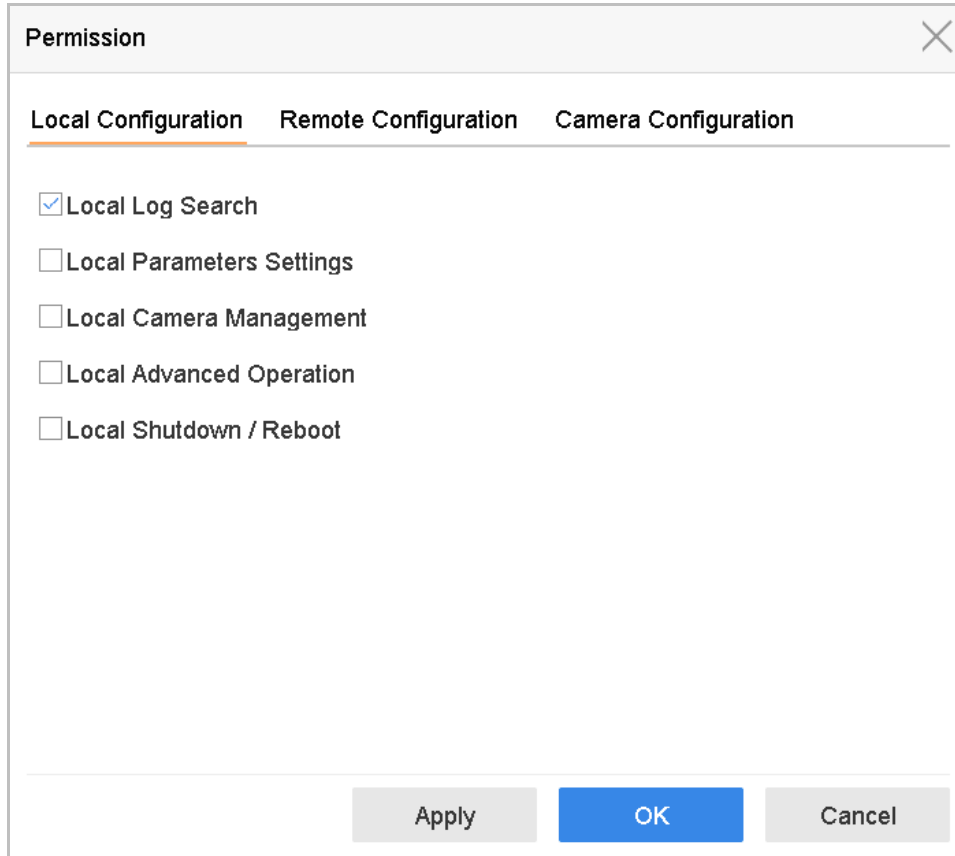 Permission
Local Configuration Remote Configuration Camera Configuration
Local Log Search
Local Parameters Settings
Local Camera Management
Local Advanced Operation
Local Shutdown / Reboot
Apply OK Cancel